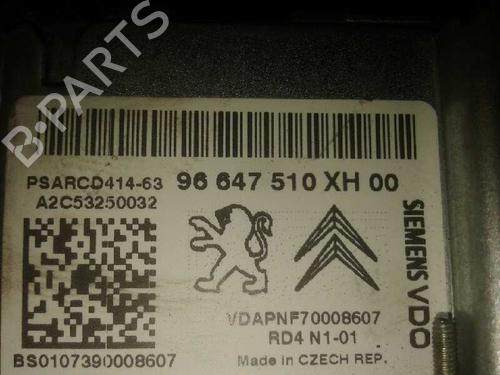 B-PARTS
PSARCD414-63 96 647 510 XH 00
A2C53250032
SIEMENS VDO
VDAPNF70008607
RD4 N1-01
BS0107390008607 Made in CZECH REP.